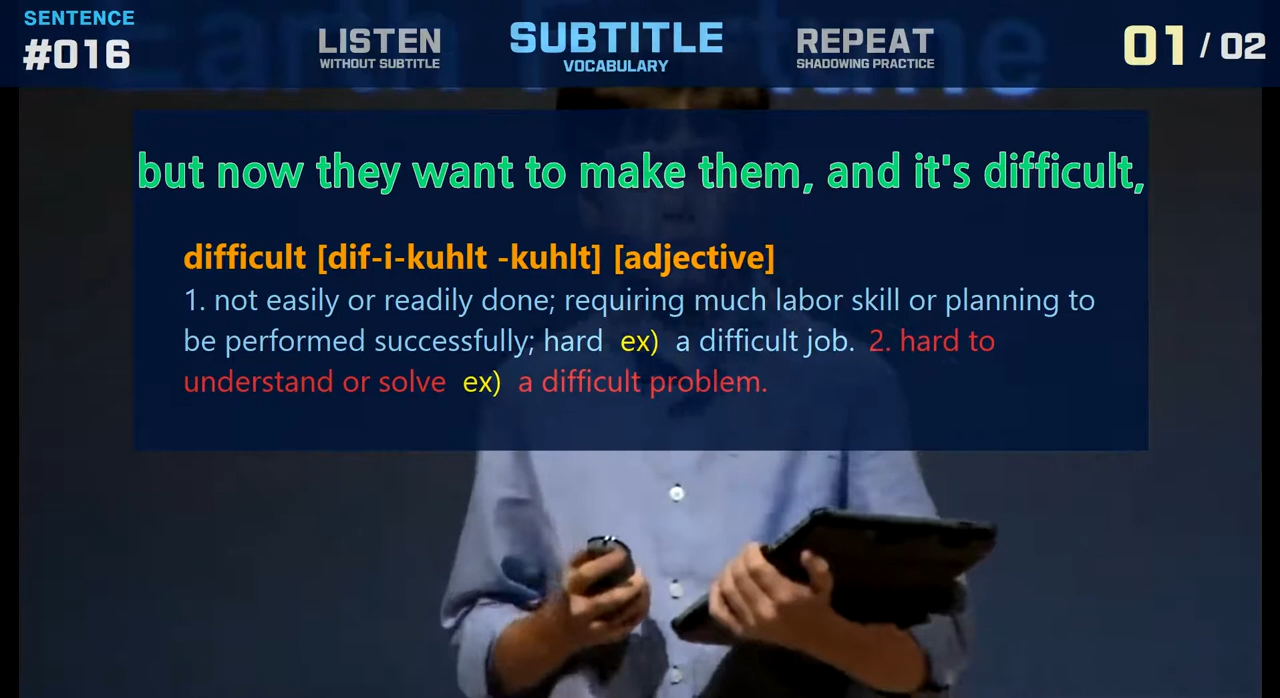 SENTENCE
#016
LISTEN
WITHOUT SUBTITLE
SUBTITLE
VOCABULARY
REPEAT
SHADOWING PRACTICE
01 / 02
but now they want to make them, and it's difficult,
difficult [dif-i-kuhlt -kuhlt] [adjective]
1. not easily or readily done; requiring much labor skill or planning to
be performed successfully; hard ex) a difficult job. 2. hard to
understand or solve ex) a difficult problem.